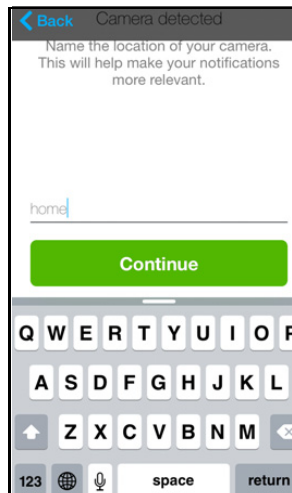 Back Camera detected
Name the location of your camera.
This will help make your notifications
more relevant.
home
Continue
Q W E R T Y U I O P
A S D F G H J K L
Z X C V B N M
123 space return